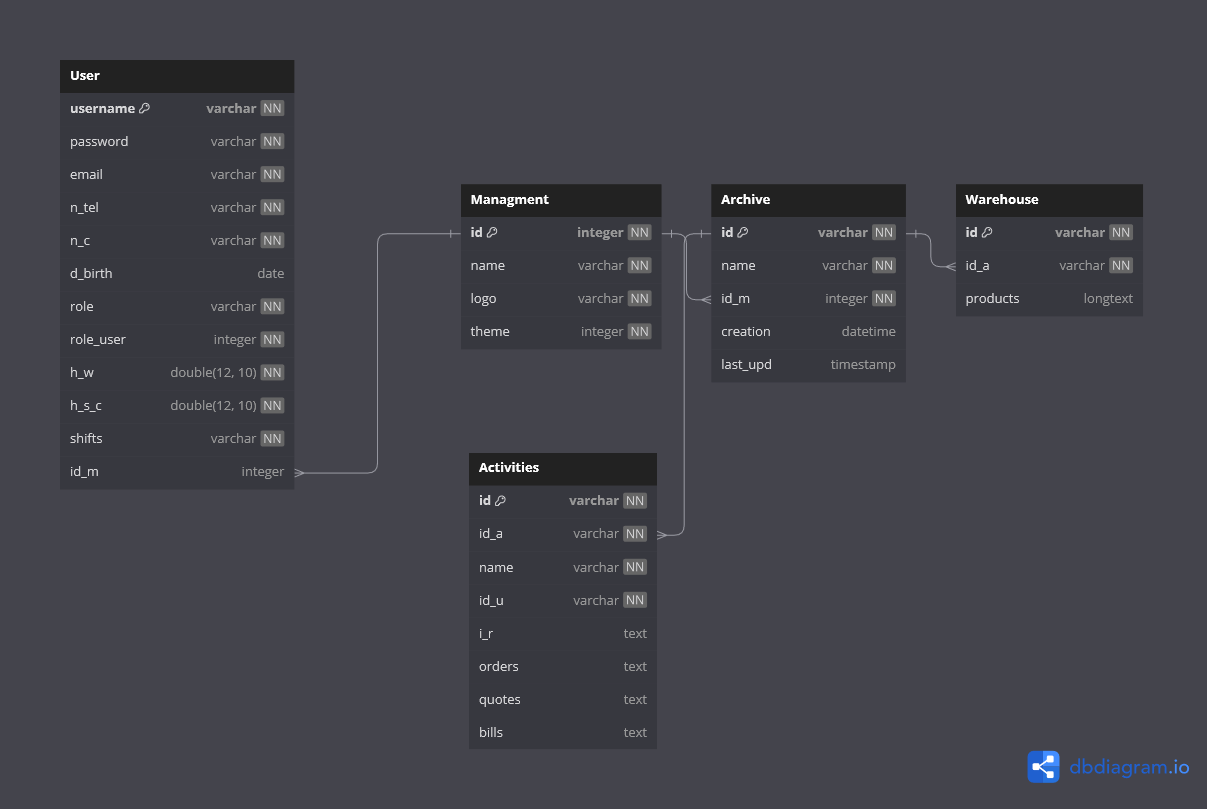 User
username varchar NN
password varchar NN
email varchar NN
n_tel varchar NN
n_c varchar NN
d_birth date
role varchar NN
role_user integer NN
h_w double(12, 10) NN
h_s_c double(12, 10) NN
shifts varchar NN
id_m integer
Managment
id integer NN
name varchar NN
logo varchar NN
theme integer NN
Archive
id varchar NN
name varchar NN
id_m integer NN
creation datetime
last_upd timestamp
Warehouse
id varchar NN
id_a varchar NN
products longtext
Activities
id varchar NN
id_a varchar NN
name varchar NN
id_u varchar NN
i_r text
orders text
quotes text
bills text
dbdiagram.io